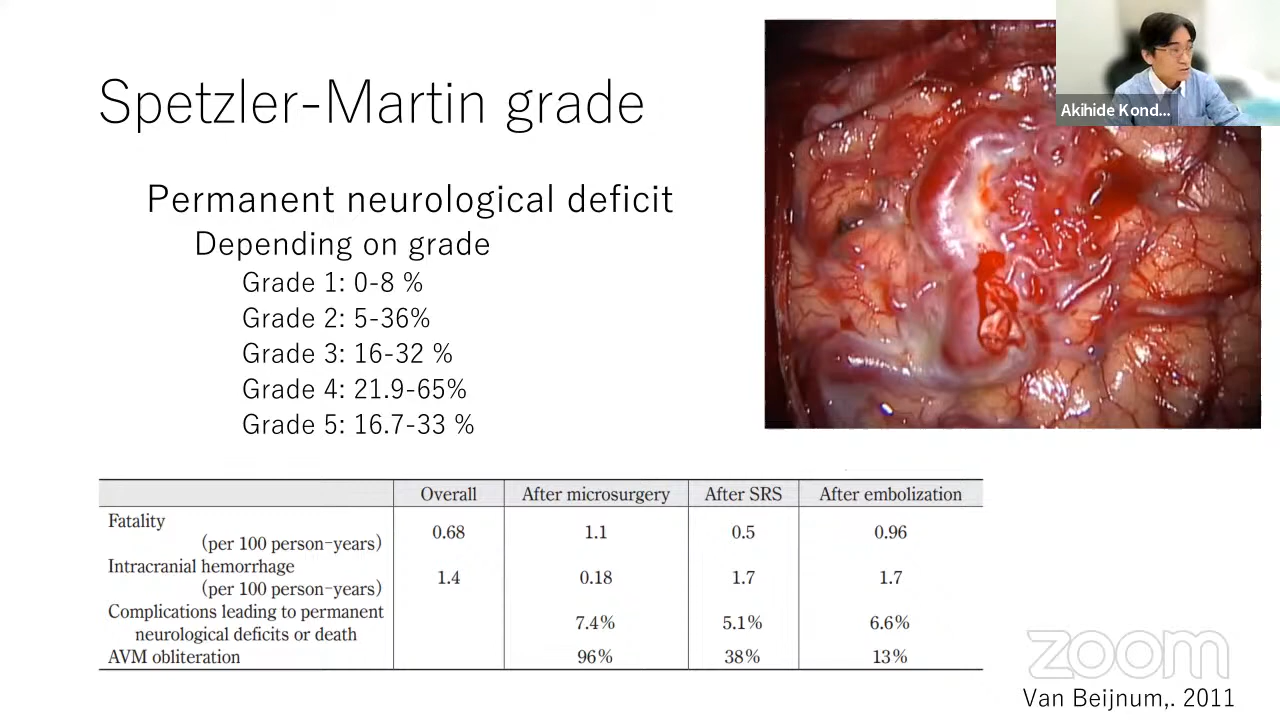 Spetzler-Martin grade
Akihide Kond...
Permanent neurological deficit
Depending on grade
Grade 1: 0-8 %
Grade 2: 5-36%
Grade 3: 16-32 %
Grade 4: 21.9-65%
Grade 5: 16.7-33 %
Overall After microsurgery After SRS After embolization
Fatality
(per 100 person-years) 0.68 1.1 0.5 0.96
Intracranial hemorrhage
(per 100 person-years) 1.4 0.18 1.7 1.7
Complications leading to permanent
neurological deficits or death 7.4% 5.1% 6.6%
AVM obliteration 96% 38% 13%
zoom
Van Beijnum,. 2011